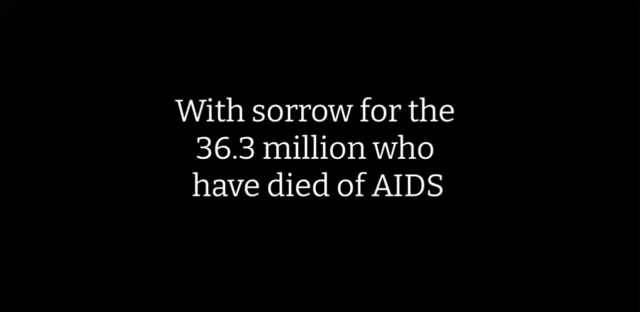 With sorrow for the
36.3 million who
have died of AIDS